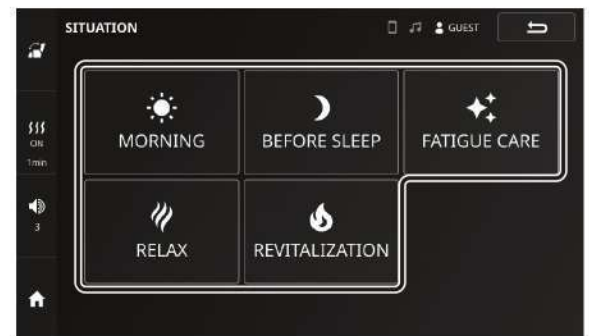 SITUATION
GUEST
MORNING
BEFORE SLEEP
FATIGUE CARE
ON
1min
3
RELAX
REVITALIZATION